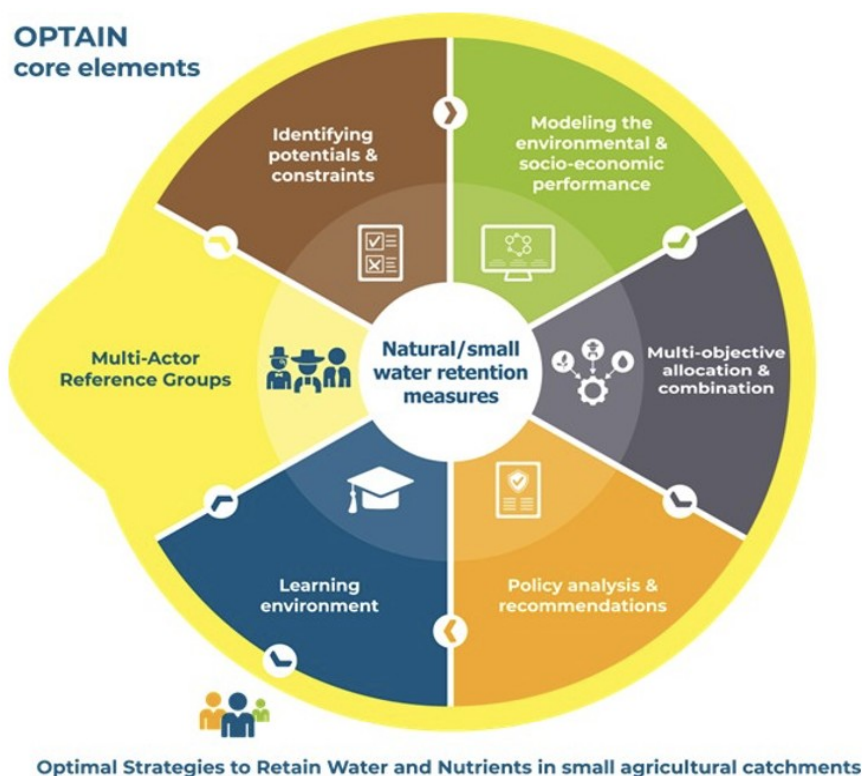 OPTAIN
core elements
Identifying
potentials &
constraints
Modeling the
environmental &
socio-economic
performance
Multi-Actor
Reference Groups
Natural/small
water retention
measures
Multi-objective
allocation &
combination
Learning
environment
Policy analysis &
recommendations
Optimal Strategies to Retain Water and Nutrients in small agricultural catchments